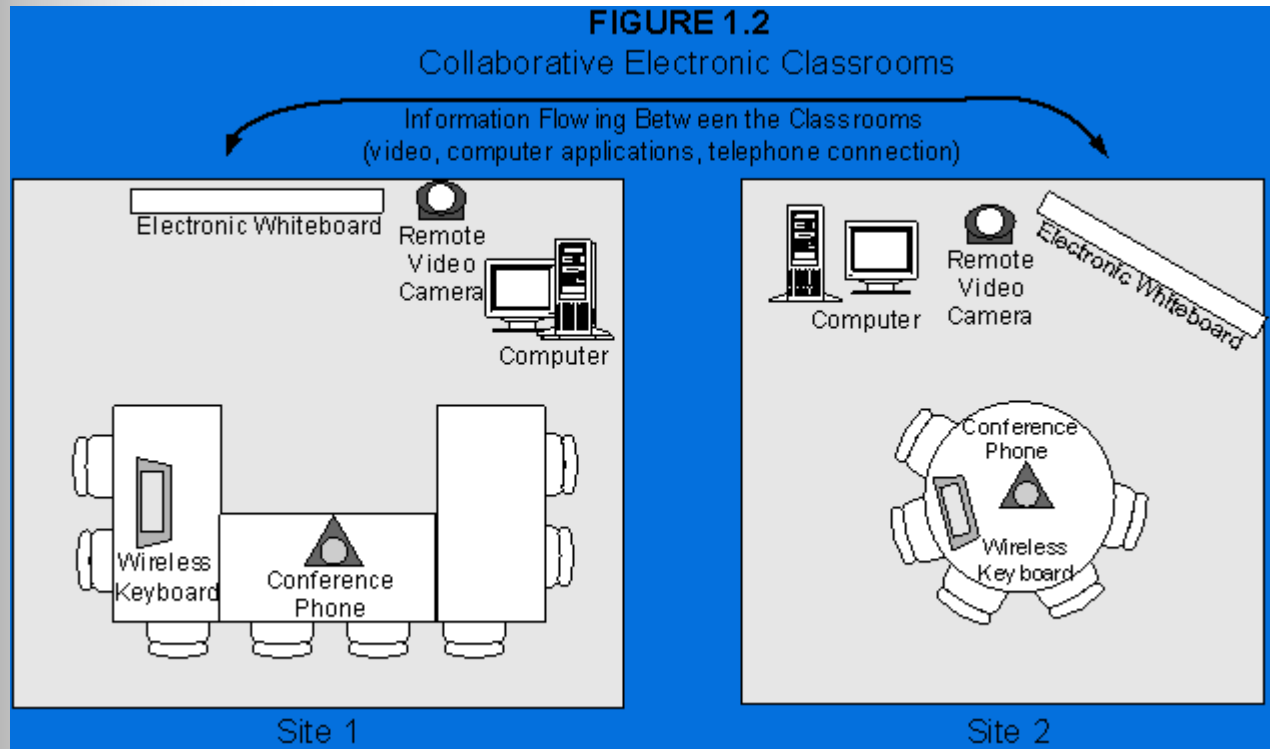 FIGURE 1.2
Collaborative Electronic Classrooms
Information Flowing Between the Classrooms
(video, computer applications, telephone connection)
Electronic Whiteboard
Remote
Video
Camera
Computer
Wireless
Keyboard
Conference
Phone
Site 1
Computer
Remote
Video
Camera
Electronic Whiteboard
Conference
Phone
Wireless
Keyboard
Site 2